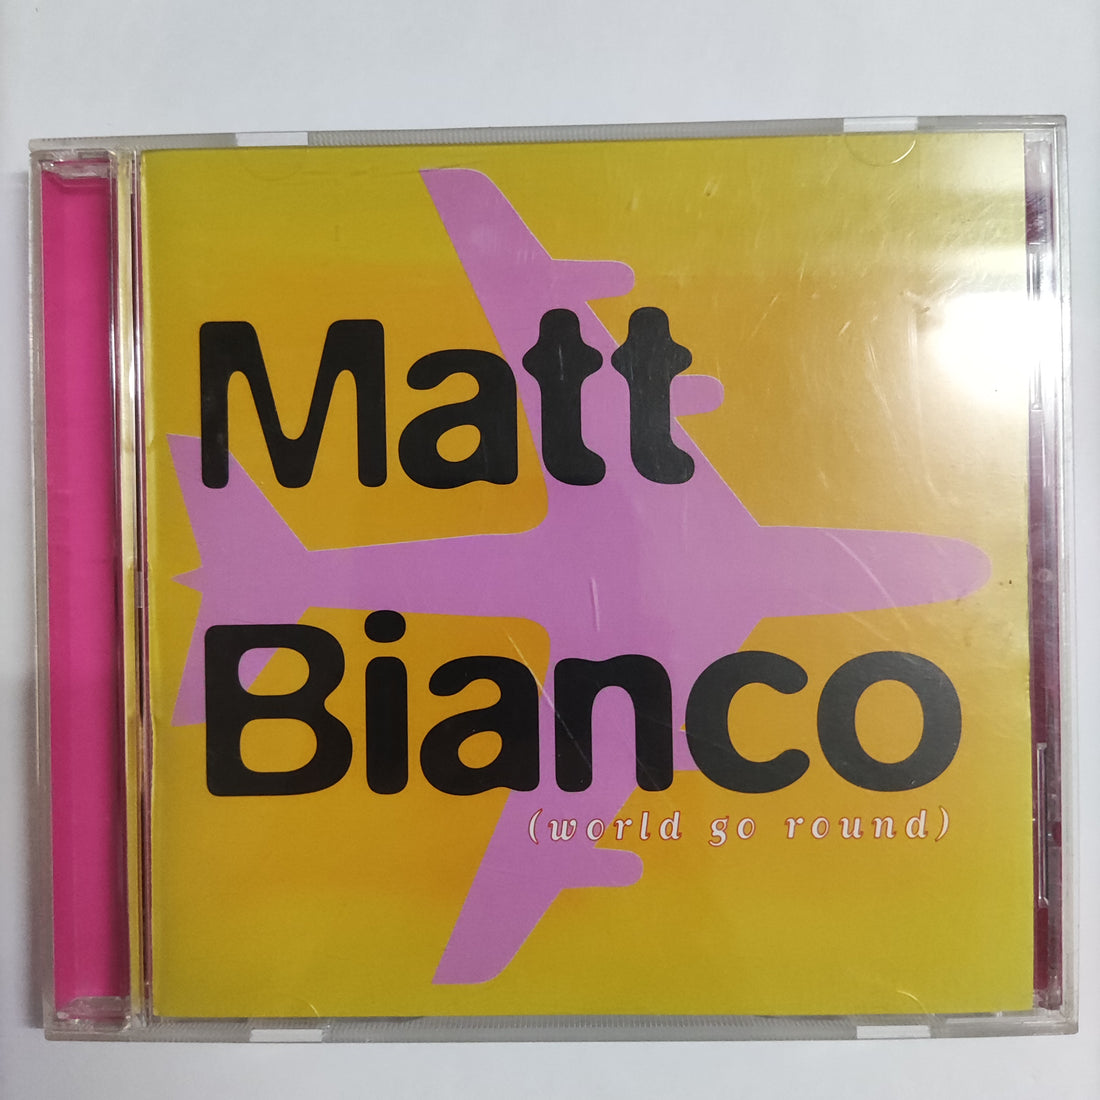 Matt
Bianco
(world go round)